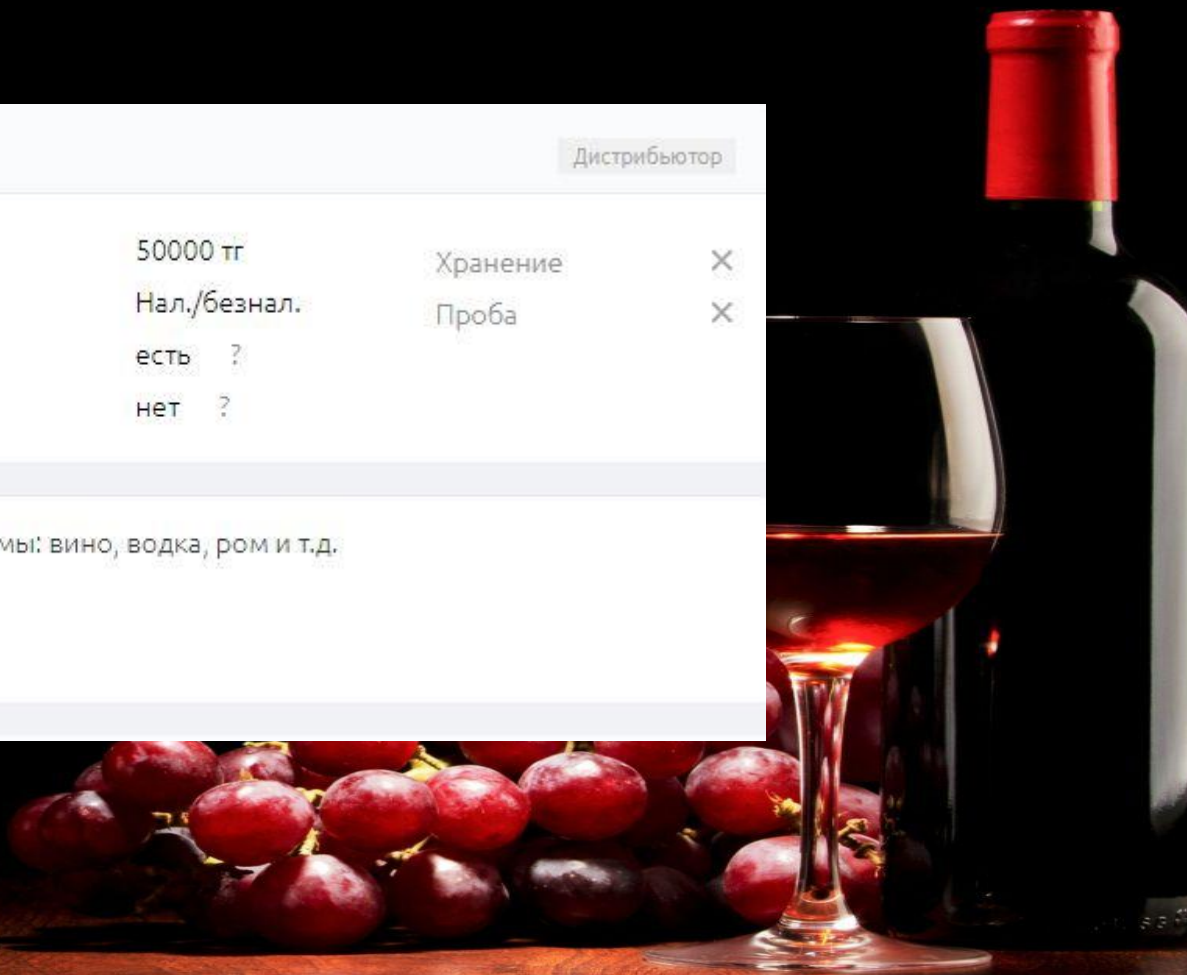 Дистрибьютор
50000 тг
Хранение ×
Нал./безнал.
Проба ×
есть ?
нет ?
мы: вино, водка, ром и т.д.